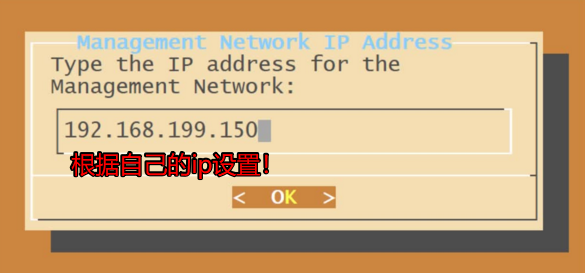 Management Network IP Address
Type the IP address for the
Management Network:
192.168.199.150
根据自己的ip设置!
< OK >